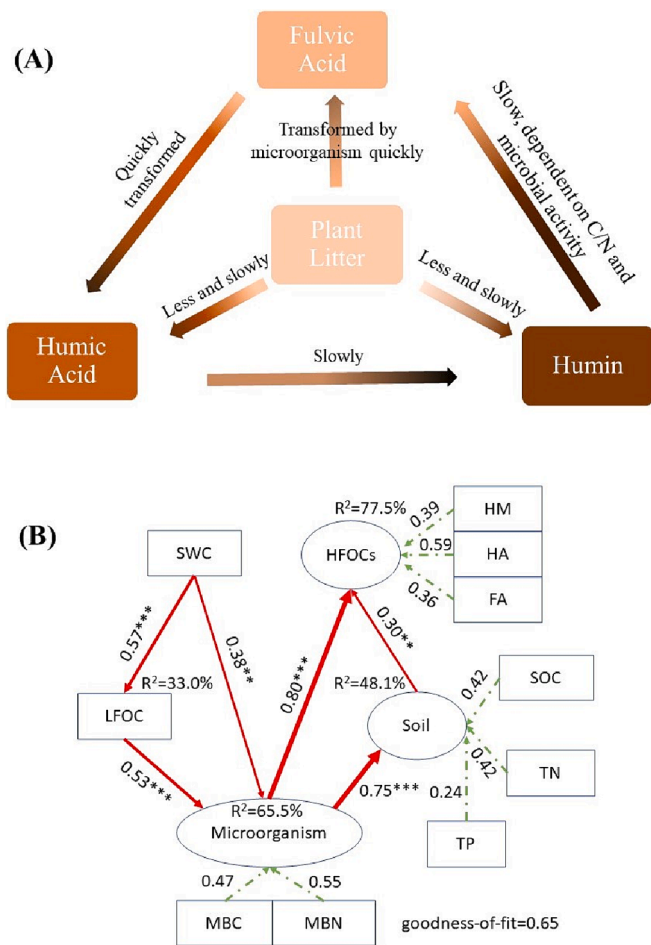 (A)
Fulvic
Acid
Quickly
transformed
Transformed by
microorganism quickly
Slow, dependent on C/N and
microbial activity
Plant
Litter
Less and slowly
Less and slowly
Humic
Acid
Slowly
Humin
(B)
SWC
R²=77.5%
HFOCs
0.39
0.59
0.36
HM
HA
FA
0.57***
0.38**
R²=33.0%
0.80***
0.30**
R²=48.1%
LFOC
Soil
0.42
SOC
0.42
TN
0.24
TP
0.53***
0.75***
R²=65.5%
Microorganism
0.47
0.55
MBC
MBN
goodness-of-fit=0.65